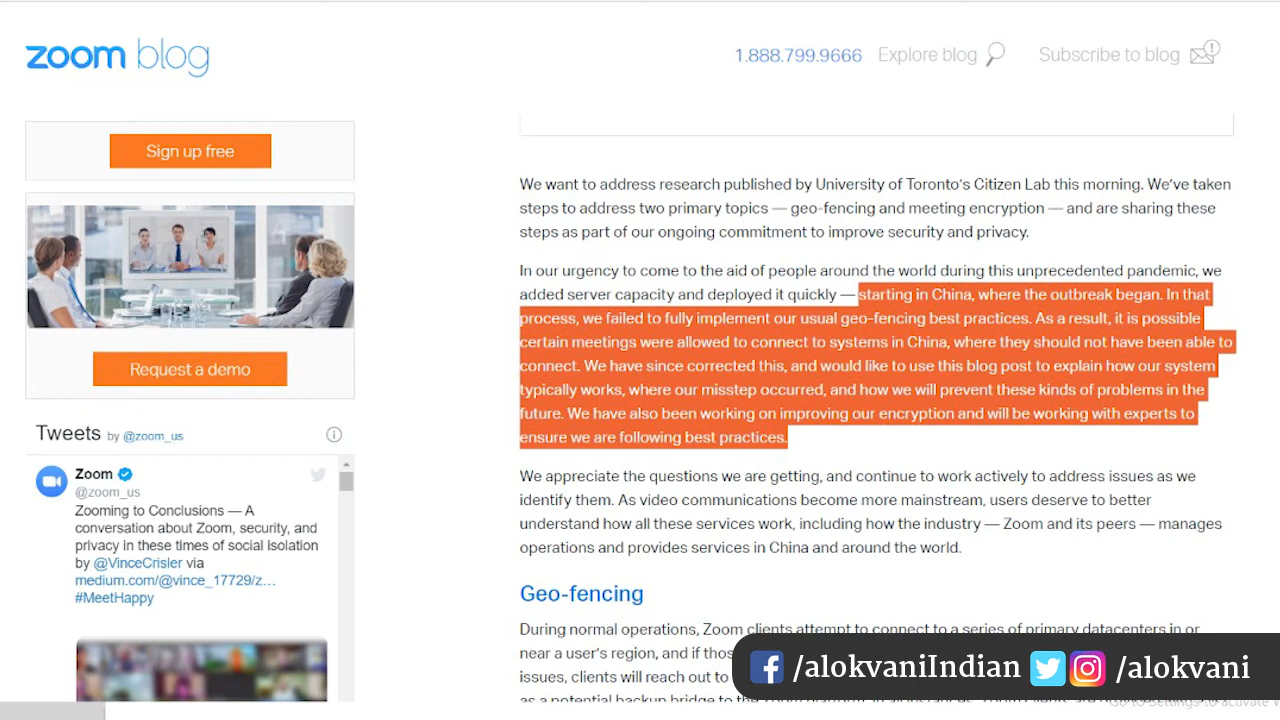 zoom blog
1.888.799.9666
Explore blog
Subscribe to blog
Sign up free
Request a demo
Tweets by @zoom_us
Zoom
@zoom_us
Zooming to Conclusions — A
conversation about Zoom, security, and
privacy in these times of social isolation
by @VinceCrisler via
medium.com/@vince_17729/z…
#MeetHappy
We want to address research published by University of Toronto's Citizen Lab this morning. We've taken
steps to address two primary topics — geo-fencing and meeting encryption — and are sharing these
steps as part of our ongoing commitment to improve security and privacy.
In our urgency to come to the aid of people around the world during this unprecedented pandemic, we
added server capacity and deployed it quickly — starting in China, where the outbreak began. In that
process, we failed to fully implement our usual geo-fencing best practices. As a result, it is possible
certain meetings were allowed to connect to systems in China, where they should not have been able to
connect. We have since corrected this, and would like to use this blog post to explain how our system
typically works, where our misstep occurred, and how we will prevent these kinds of problems in the
future. We have also been working on improving our encryption and will be working with experts to
ensure we are following best practices.
We appreciate the questions we are getting, and continue to work actively to address issues as we
identify them. As video communications become more mainstream, users deserve to better
understand how all these services work, including how the industry — Zoom and its peers — manages
operations and provides services in China and around the world.
Geo-fencing
During normal operations, Zoom clients attempt to connect to a series of primary datacenters in or
near a user's region, and if those
issues, clients will reach out to
as a potential backup bridge to the
/alokvaniIndian
/alokvani